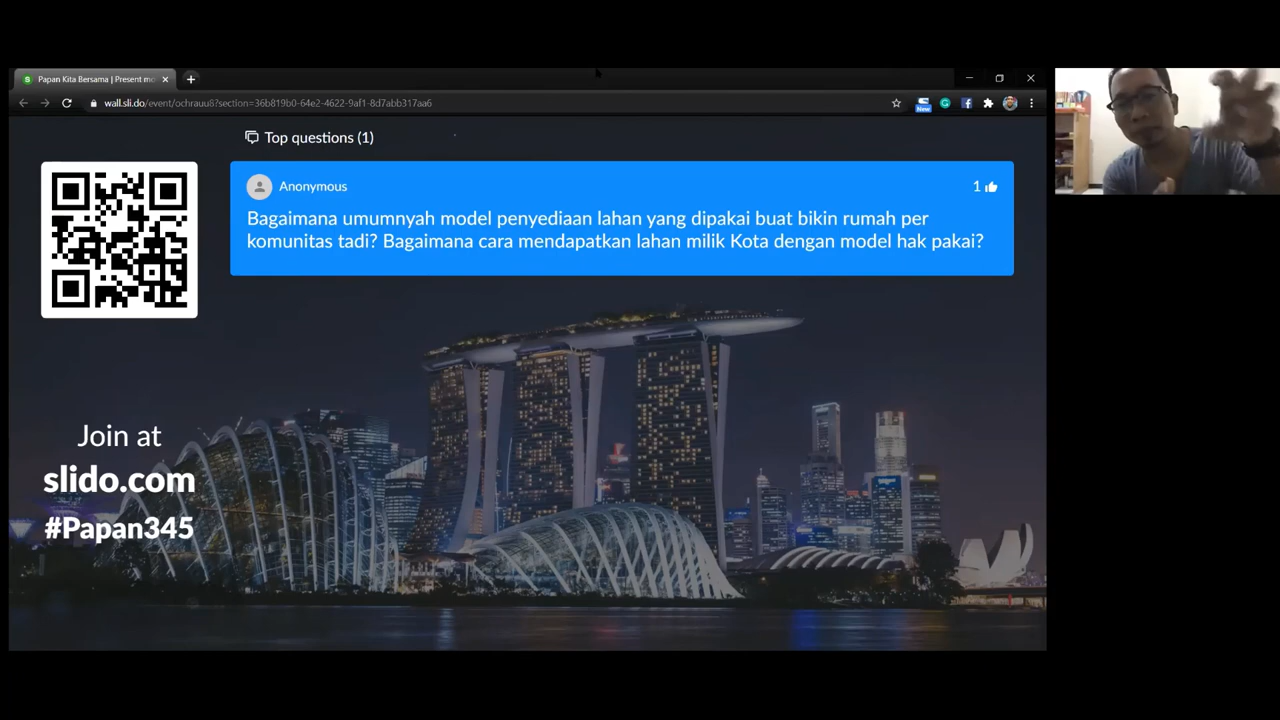 Papan Kita Bersama | Present mo
wall.sli.do/event/ochrauu8?section=36b819b0-64e2-4622-9af1-8d7abb317aa6
New
Top questions (1)
Anonymous
1
Bagaimana umumnyah model penyediaan lahan yang dipakai buat bikin rumah per
komunitas tadi? Bagaimana cara mendapatkan lahan milik Kota dengan model hak pakai?
Join at
slido.com
#Papan345